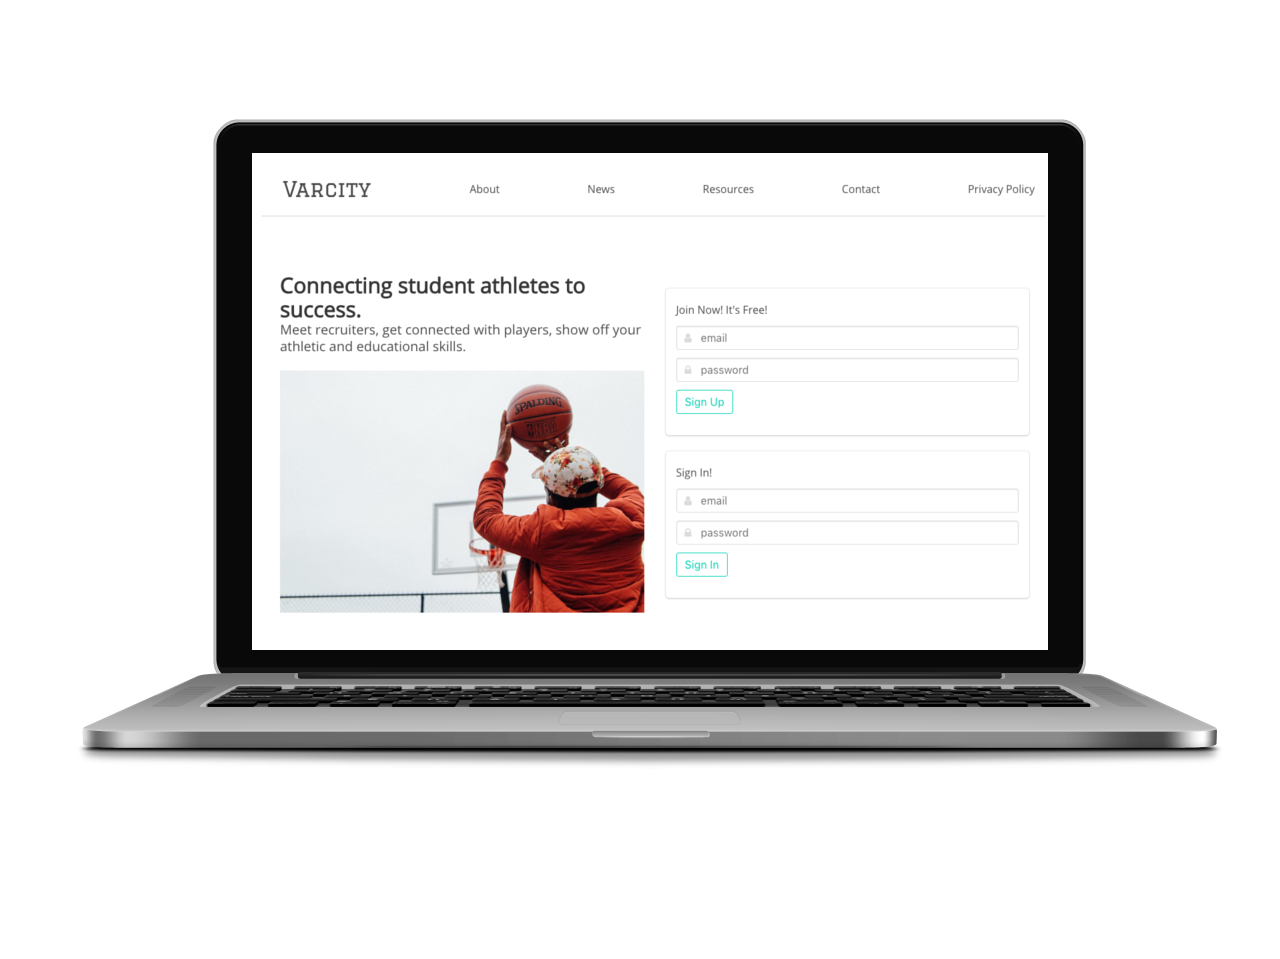 VARCITY
About
News
Resources
Contact
Privacy Policy
Connecting student athletes to
success.
Meet recruiters, get connected with players, show off your
athletic and educational skills.
SPALDING
Join Now! It's Free!
email
password
Sign Up
Sign In!
email
password
Sign In